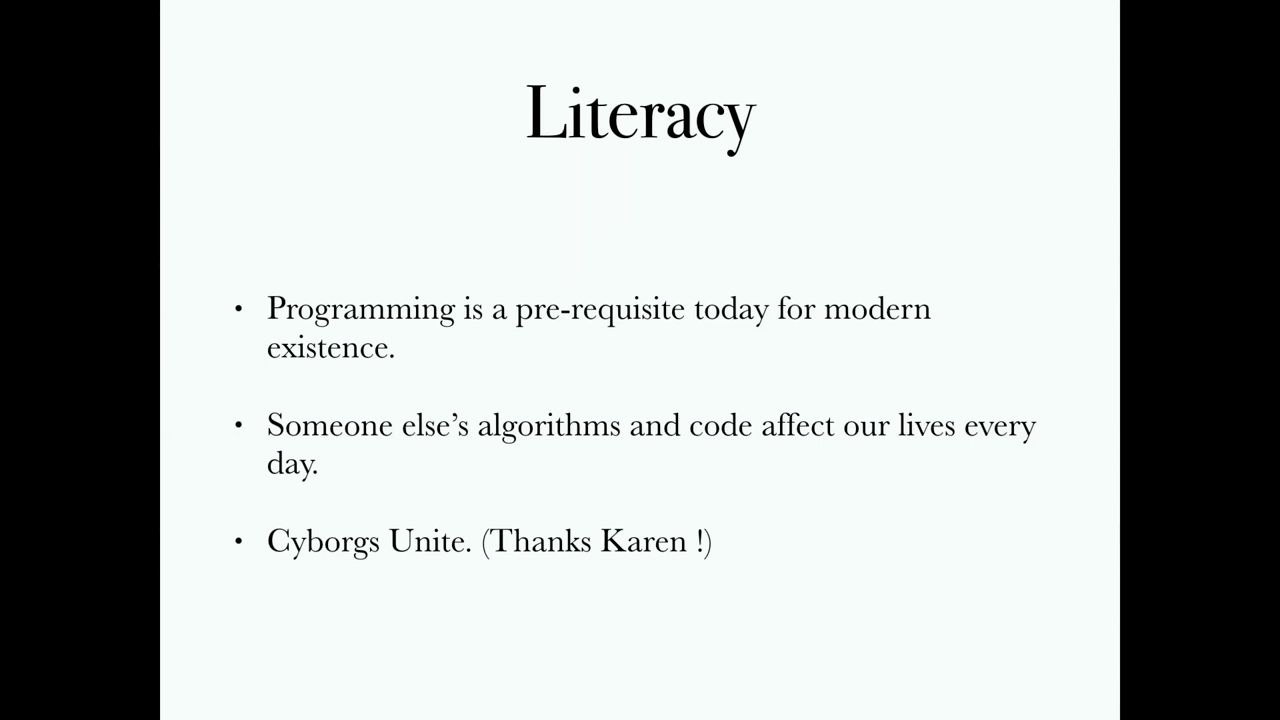 Literacy
• Programming is a pre-requisite today for modern
existence.
• Someone else’s algorithms and code affect our lives every
day.
• Cyborgs Unite. (Thanks Karen !)